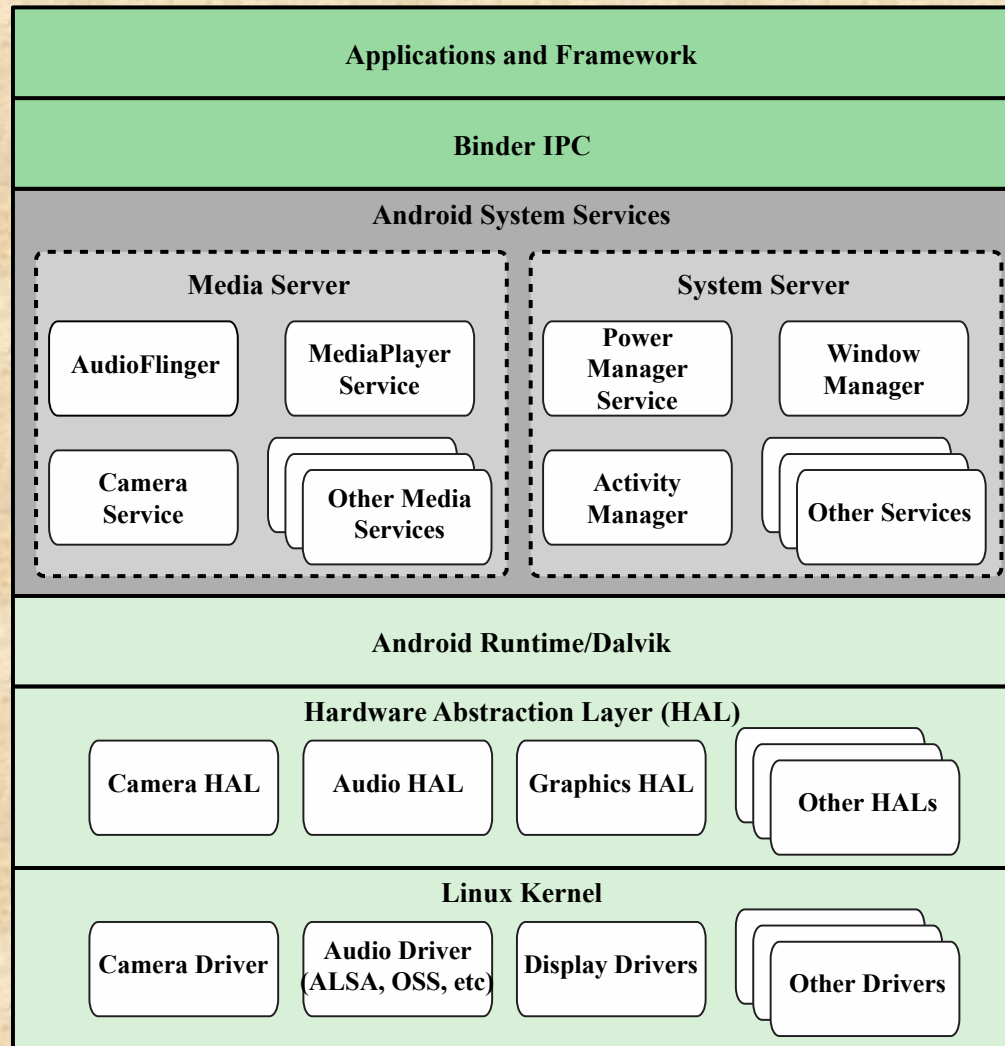 Applications and Framework
Binder IPC
Android System Services
Media Server
AudioFlinger
MediaPlayer
Service
Camera
Service
Other Media
Services
System Server
Power
Manager
Service
Window
Manager
Activity
Manager
Other Services
Android Runtime/Dalvik
Hardware Abstraction Layer (HAL)
Camera HAL
Audio HAL
Graphics HAL
Other HALs
Linux Kernel
Camera Driver
Audio Driver
(ALSA, OSS, etc)
Display Drivers
Other Drivers